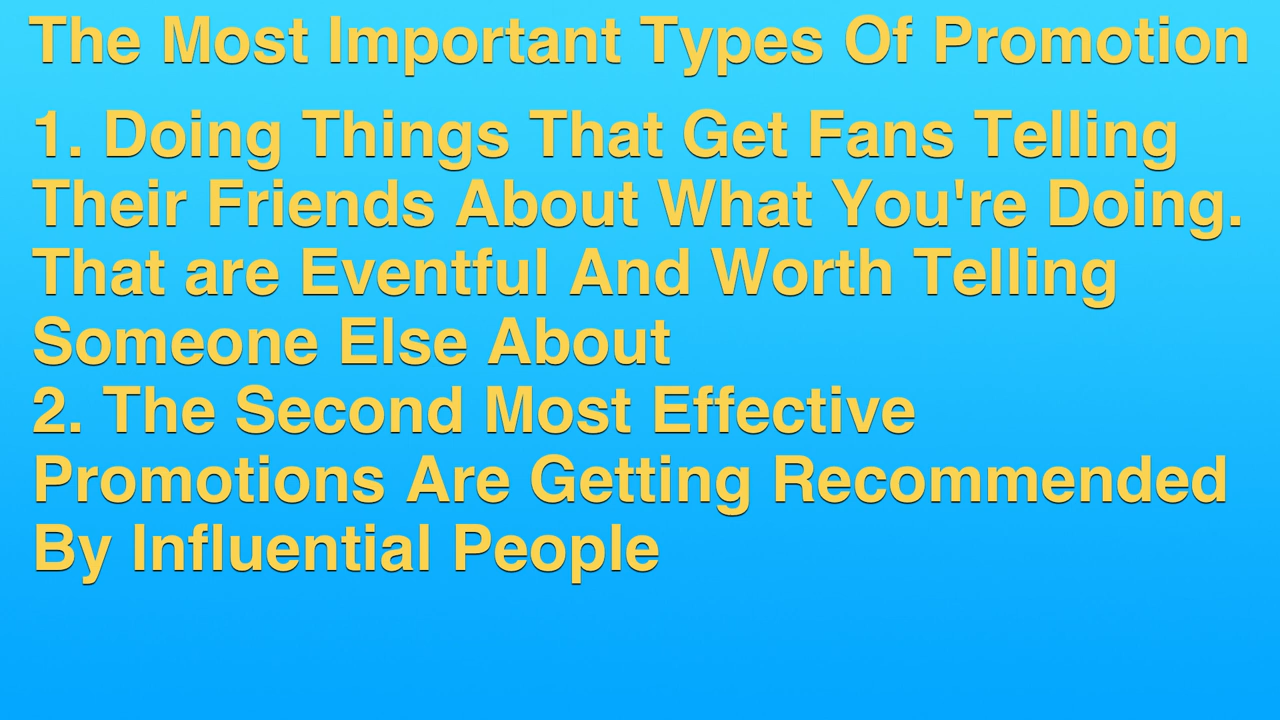 The Most Important Types Of Promotion
1. Doing Things That Get Fans Telling
Their Friends About What You're Doing.
That are Eventful And Worth Telling
Someone Else About
2. The Second Most Effective
Promotions Are Getting Recommended
By Influential People